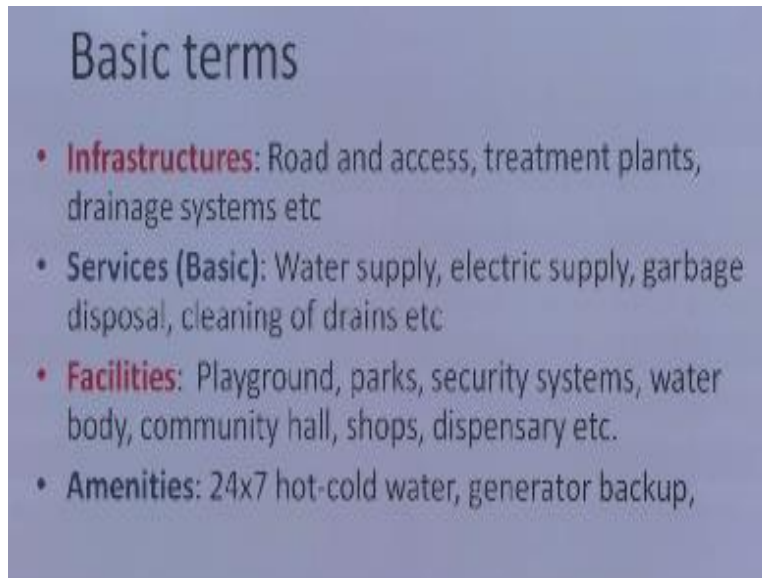 Basic terms
• Infrastructures: Road and access, treatment plants,
drainage systems etc
• Services (Basic): Water supply, electric supply, garbage
disposal, cleaning of drains etc
• Facilities: Playground, parks, security systems, water
body, community hall, shops, dispensary etc.
• Amenities: 24x7 hot-cold water, generator backup,